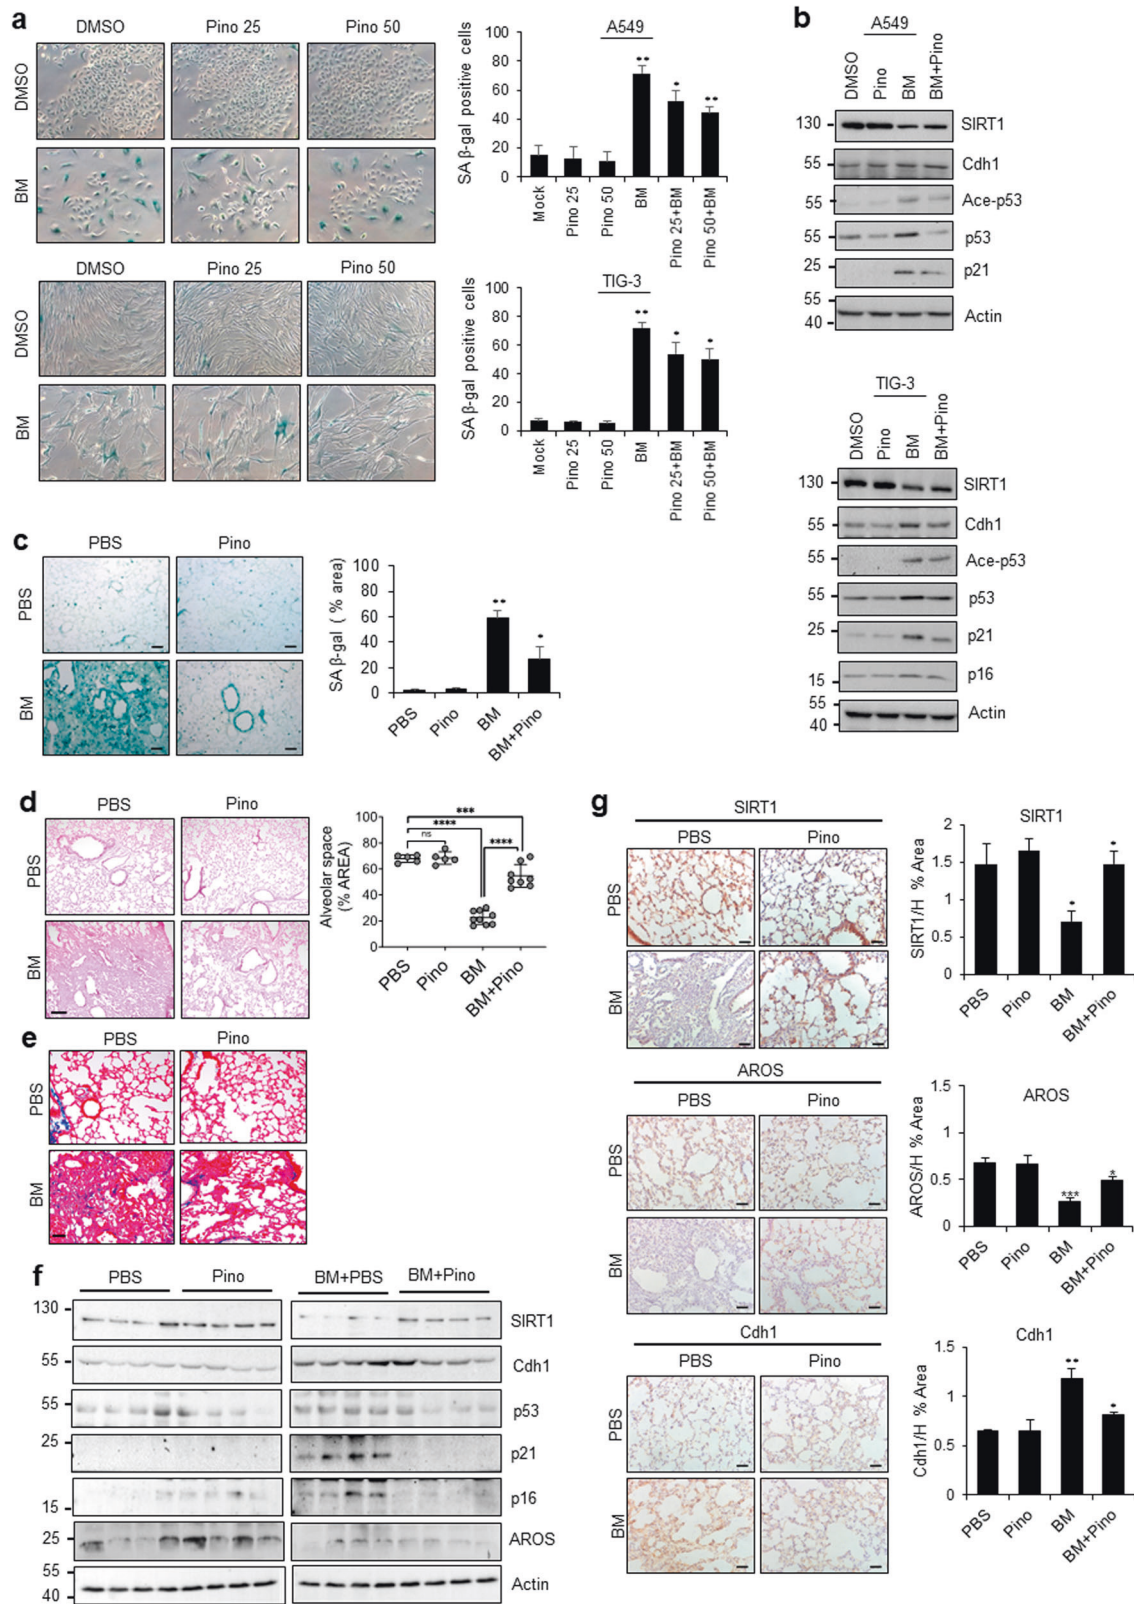 a
DMSO Pino 25 Pino 50
DMSO
BM
SA β-gal positive cells
A549
100
80
60
40
20
0
**
*
**
Mock
Pino 25
Pino 50
BM
Pino 25+BM
Pino 50+BM
DMSO Pino 25 Pino 50
DMSO
BM
SA β-gal positive cells
TIG-3
100
80
60
40
20
0
**
*
*
Mock
Pino 25
Pino 50
BM
Pino 25+BM
Pino 50+BM
b
A549
DMSO
Pino
BM
BM+Pino
130 SIRT1
55 Cdh1
55 Ace-p53
55 p53
25 p21
55
40 Actin
TIG-3
DMSO
Pino
BM
BM+Pino
130 SIRT1
55 Cdh1
55 Ace-p53
55 p53
25 p21
15 p16
55
40 Actin
c
PBS Pino
PBS
BM
SA β-gal ( % area)
100
80
60
40
20
0
**
*
PBS
Pino
BM
BM+Pino
d
PBS Pino
PBS
BM
Alveolar space
(% AREA)
100
80
60
40
20
0
***
****
ns
****
PBS
Pino
BM
BM+Pino
e
PBS Pino
PBS
BM
f
PBS Pino BM+PBS BM+Pino
130 SIRT1
55 Cdh1
55 p53
25 p21
15 p16
25 AROS
55
40 Actin
g
SIRT1
PBS Pino
PBS
BM
SIRT1
SIRT1/H % Area
2
1.5
1
0.5
0
*
*
PBS
Pino
BM
BM+Pino
AROS
PBS Pino
PBS
BM
AROS
AROS/H % Area
1.5
1
0.5
0
***
*
PBS
Pino
BM
BM+Pino
Cdh1
PBS Pino
PBS
BM
Cdh1
Cdh1/H % Area
1.5
1
0.5
0
**
*
PBS
Pino
BM
BM+Pino